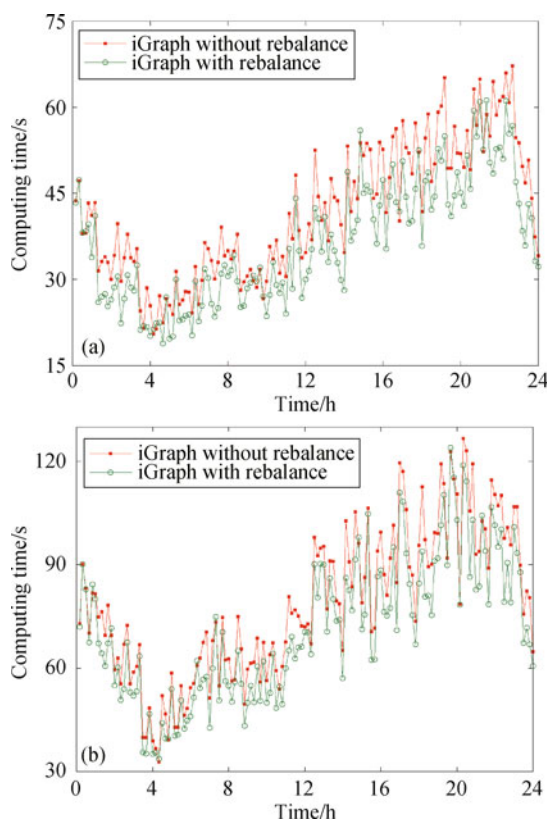 75
60
45
30
15
Computing time/s
iGraph without rebalance
iGraph with rebalance
(a)
0 4 8 12 16 20 24
Time/h
120
90
60
30
Computing time/s
iGraph without rebalance
iGraph with rebalance
(b)
0 4 8 12 16 20 24
Time/h